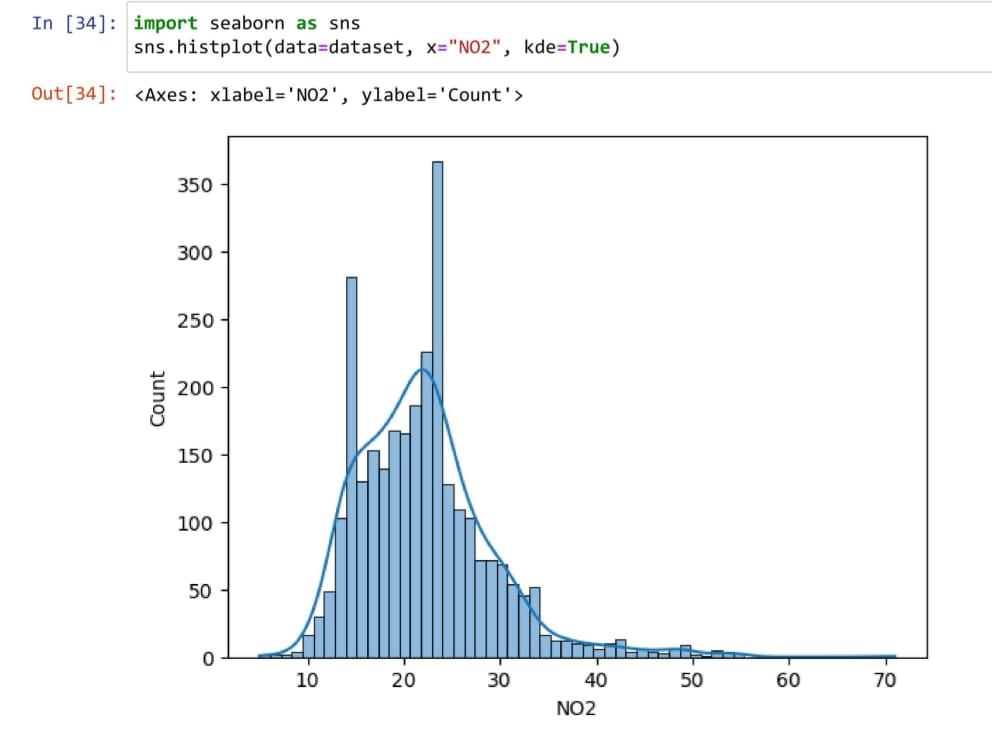 In [34]: import seaborn as sns
sns.histplot(data=dataset, x="NO2", kde=True)
Out[34]: <Axes: xlabel='NO2', ylabel='Count'>
350
300
250
200
150
100
50
0
Count
10 20 30 40 50 60 70
NO2